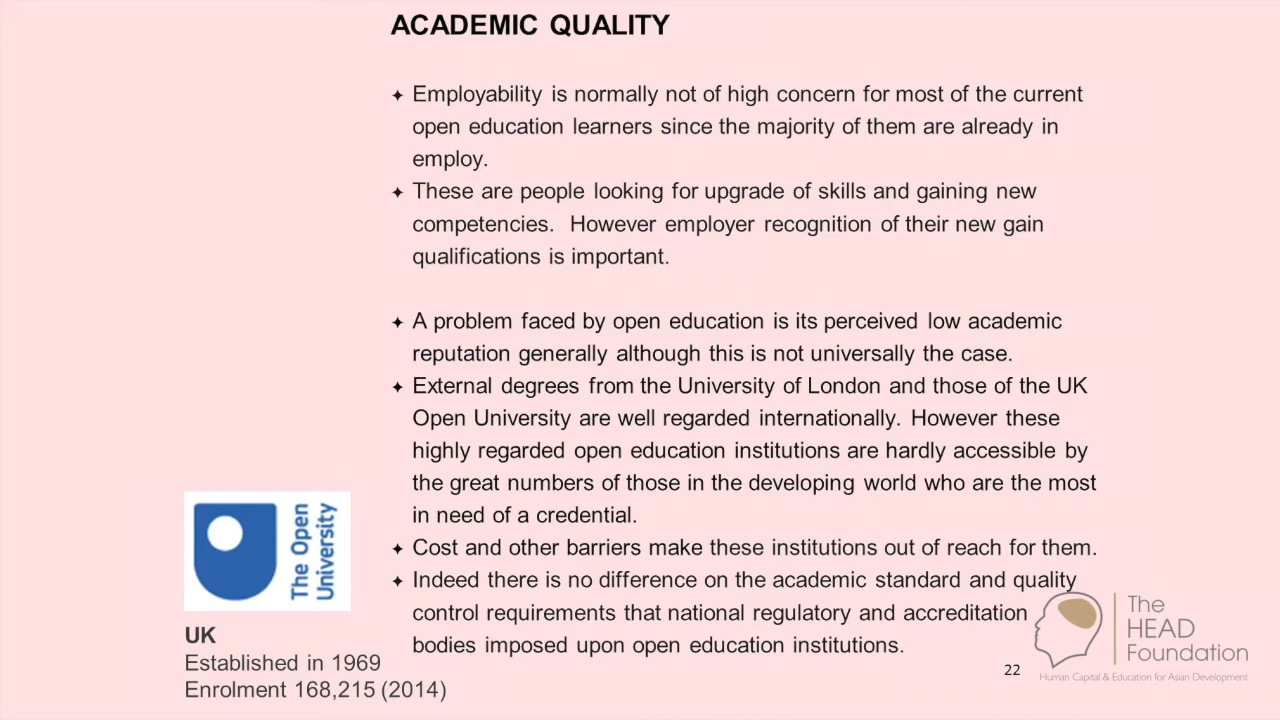 ACADEMIC QUALITY
✦ Employability is normally not of high concern for most of the current
open education learners since the majority of them are already in
employ.
✦ These are people looking for upgrade of skills and gaining new
competencies.  However employer recognition of their new gain
qualifications is important.
✦ A problem faced by open education is its perceived low academic
reputation generally although this is not universally the case.
✦ External degrees from the University of London and those of the UK
Open University are well regarded internationally. However these
highly regarded open education institutions are hardly accessible by
the great numbers of those in the developing world who are the most
in need of a credential.
✦ Cost and other barriers make these institutions out of reach for them.
✦ Indeed there is no difference on the academic standard and quality
control requirements that national regulatory and accreditation
bodies imposed upon open education institutions.
The Open
University
UK
Established in 1969
Enrolment 168,215 (2014)
22
The
HEAD
Foundation
Human Capital & Education for Asian Development